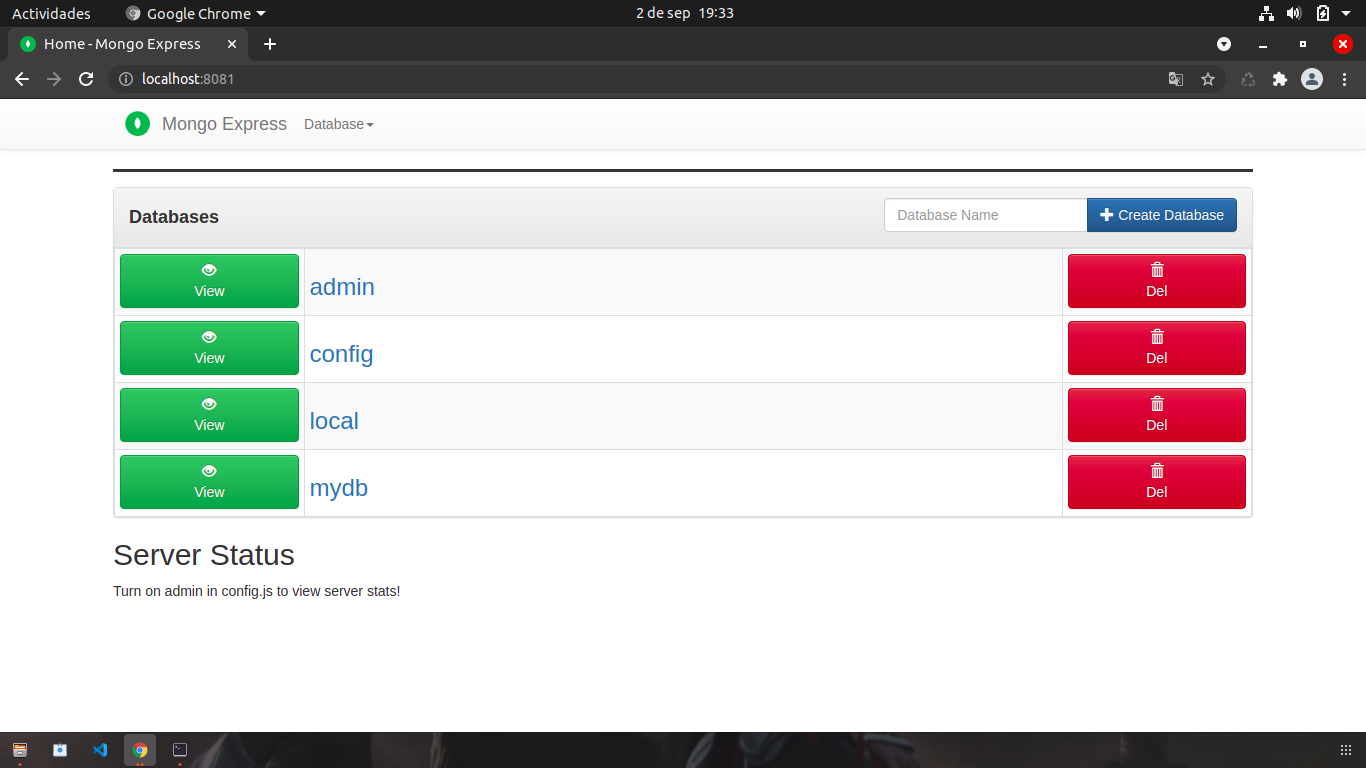 Actividades
Google Chrome
2 de sep 19:33
Home - Mongo Express
localhost:8081
Mongo Express
Database
Databases
Database Name
Create Database
View
admin
Del
View
config
Del
View
local
Del
View
mydb
Del
Server Status
Turn on admin in config.js to view server stats!